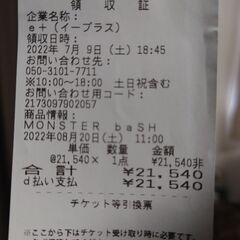 領収証
企業名称：
e＋（イープラス）
領収日時：
2022年 7月 9日（土）18:45
お問い合わせ先：
050-3101-7711
※10:00～18:00 土日祝含む
お問い合わせコード：
2173097902057
商品情報：
MONSTER baSH
2022年08月20日（土）11:00
単価 数量 金額
@21,540× 1点 ¥21,540非
合計 ¥21,540
d払い支払 ¥21,540
チケット等引換票
※ここから下はチケット受け取り時に必要です